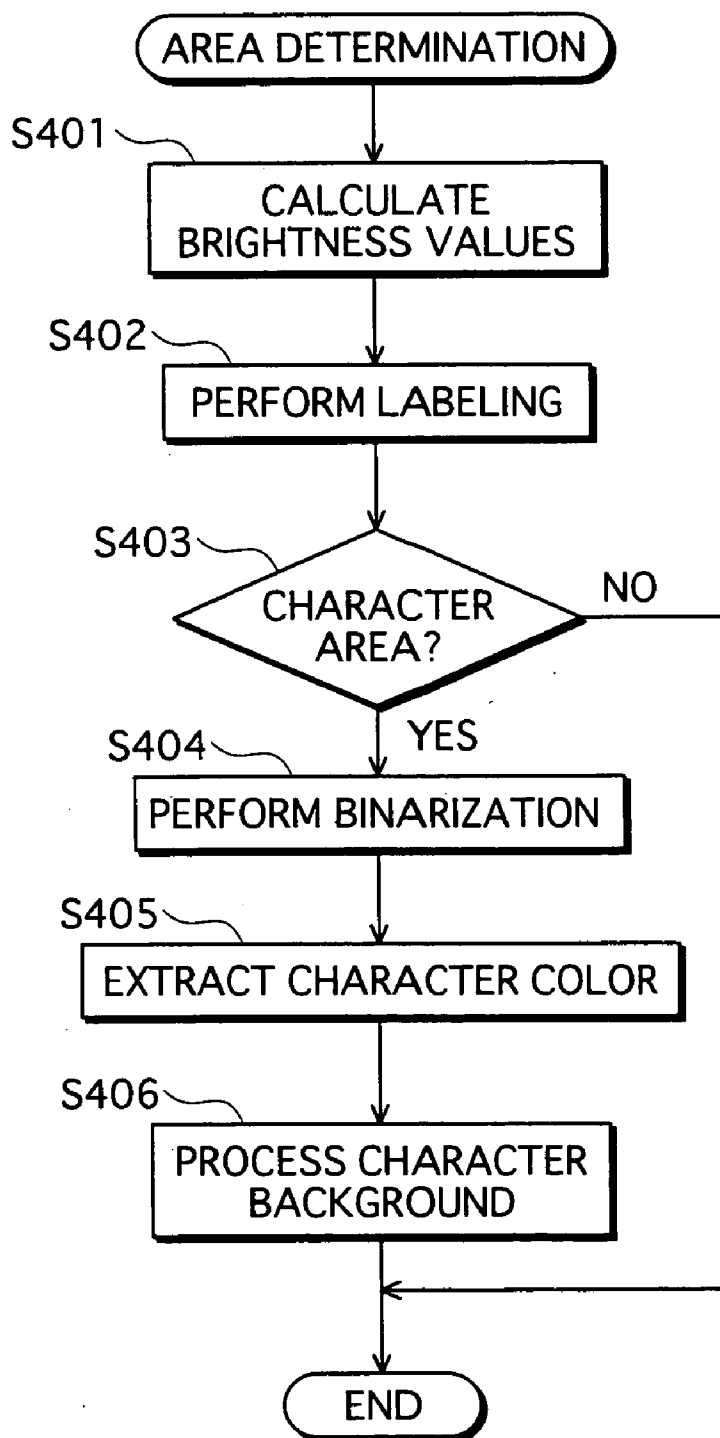 AREA DETERMINATION
S401
CALCULATE
BRIGHTNESS VALUES
S402
PERFORM LABELING
S403
CHARACTER
AREA?
NO
YES
S404
PERFORM BINARIZATION
S405
EXTRACT CHARACTER COLOR
S406
PROCESS CHARACTER
BACKGROUND
END